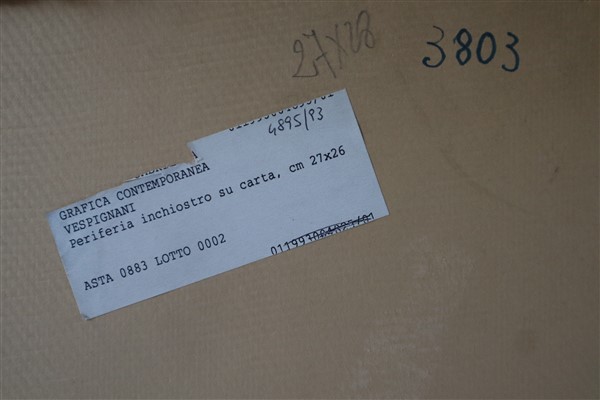 27x28
3803
4895/93
GRAFICA CONTEMPORANEA
VESPIGNANI
Periferia inchiostro su carta, cm 27x26
ASTA 0883 LOTTO 0002